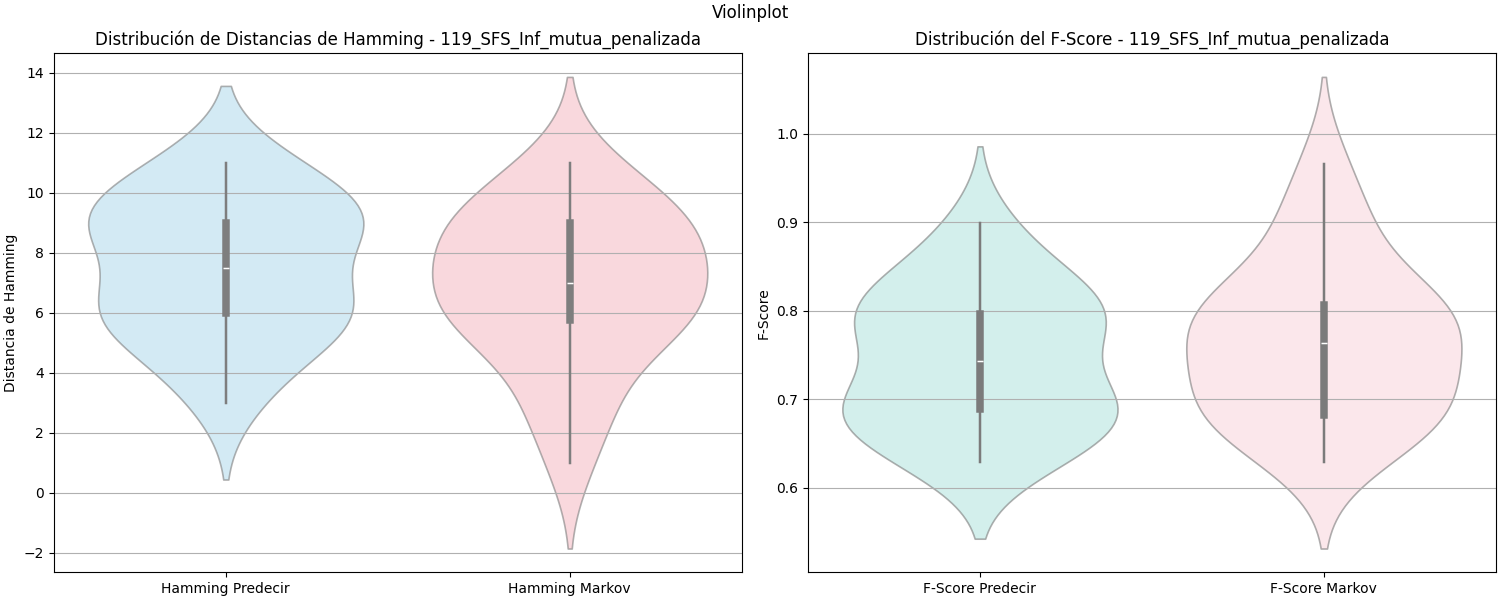 Violinplot
Distribución de Distancias de Hamming - 119_SFS_Inf_mutua_penalizada
Distancia de Hamming
14
12
10
8
6
4
2
0
−2
Hamming Predecir
Hamming Markov
Distribución del F-Score - 119_SFS_Inf_mutua_penalizada
F-Score
1.0
0.9
0.8
0.7
0.6
F-Score Predecir
F-Score Markov